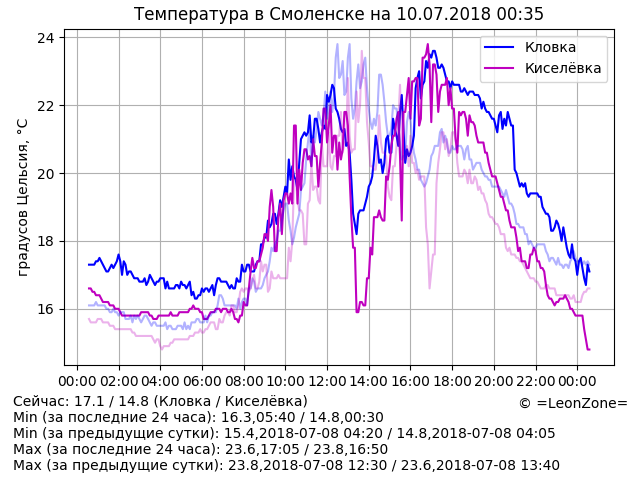 Температура в Смоленске на 10.07.2018 00:35
градусов Цельсия, °C
24
22
20
18
16
Кловка
Киселёвка
00:00 02:00 04:00 06:00 08:00 10:00 12:00 14:00 16:00 18:00 20:00 22:00 00:00
Сейчас: 17.1 / 14.8 (Кловка / Киселёвка)
© =LeonZone=
Min (за последние 24 часа): 16.3,05:40 / 14.8,00:30
Min (за предыдущие сутки): 15.4,2018-07-08 04:20 / 14.8,2018-07-08 04:05
Max (за последние 24 часа): 23.6,17:05 / 23.8,16:50
Max (за предыдущие сутки): 23.8,2018-07-08 12:30 / 23.6,2018-07-08 13:40